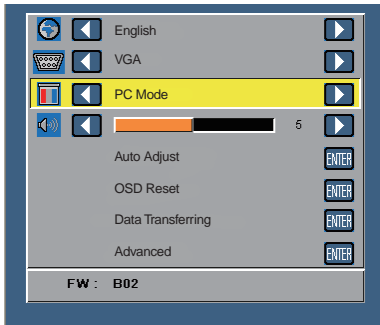 English
VGA
PC Mode
5
Auto Adjust ENTER
OSD Reset ENTER
Data Transferring ENTER
Advanced ENTER
FW : B02